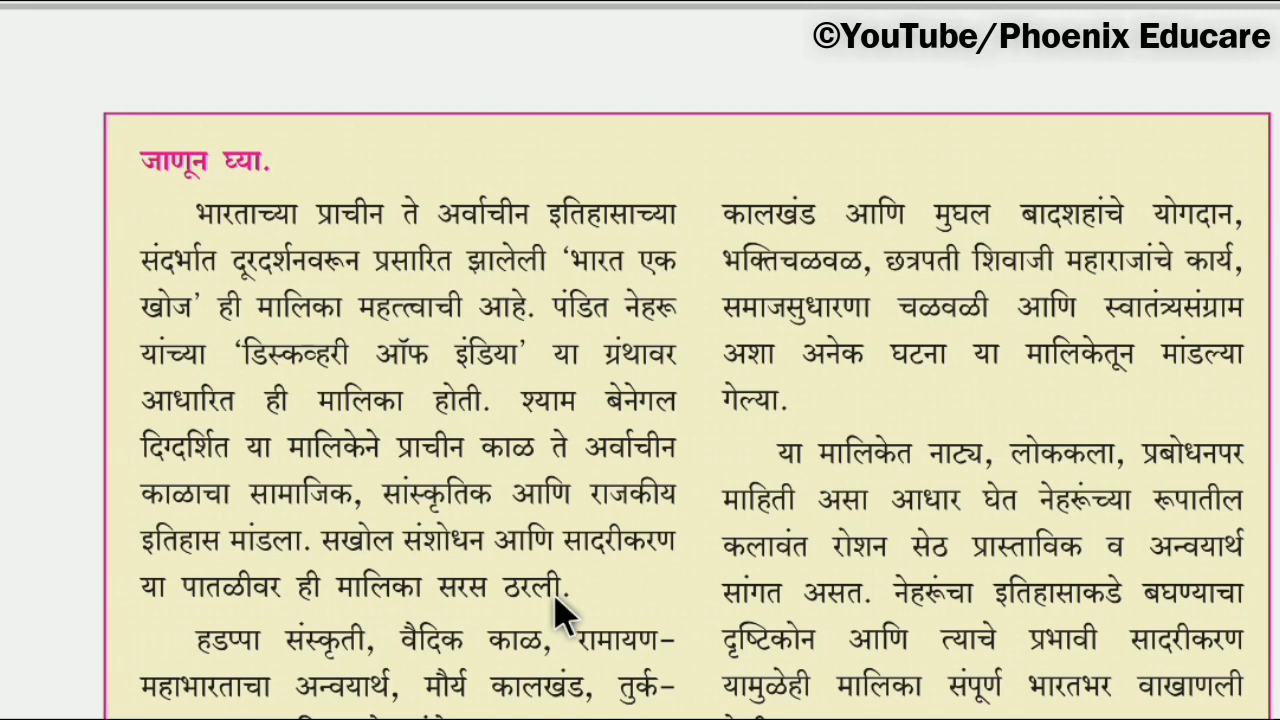 ©YouTube/Phoenix Educare
जाणून घ्या.
भारताच्या प्राचीन ते अर्वाचीन इतिहासाच्या
संदर्भात दूरदर्शनवरून प्रसारित झालेली ‘भारत एक
खोज’ ही मालिका महत्त्वाची आहे. पंडित नेहरू
यांच्या ‘डिस्कव्हरी ऑफ इंडिया’ या ग्रंथावर
आधारित ही मालिका होती. श्याम बेनेगल
दिग्दर्शित या मालिकेने प्राचीन काळ ते अर्वाचीन
काळाचा सामाजिक, सांस्कृतिक आणि राजकीय
इतिहास मांडला. सखोल संशोधन आणि सादरीकरण
या पातळीवर ही मालिका सरस ठरली.
हडप्पा संस्कृती, वैदिक काळ, रामायण–
महाभारताचा अन्वयार्थ, मौर्य कालखंड, तुर्क–
कालखंड आणि मुघल बादशहांचे योगदान,
भक्तिचळवळ, छत्रपती शिवाजी महाराजांचे कार्य,
समाजसुधारणा चळवळी आणि स्वातंत्र्यसंग्राम
अशा अनेक घटना या मालिकेतून मांडल्या
गेल्या.
या मालिकेत नाट्य, लोककला, प्रबोधनपर
माहिती असा आधार घेत नेहरूंच्या रूपातील
कलावंत रोशन सेठ प्रास्ताविक व अन्वयार्थ
सांगत असत. नेहरूंचा इतिहासाकडे बघण्याचा
दृष्टिकोन आणि त्याचे प्रभावी सादरीकरण
यामुळेही मालिका संपूर्ण भारतभर वाखाणली